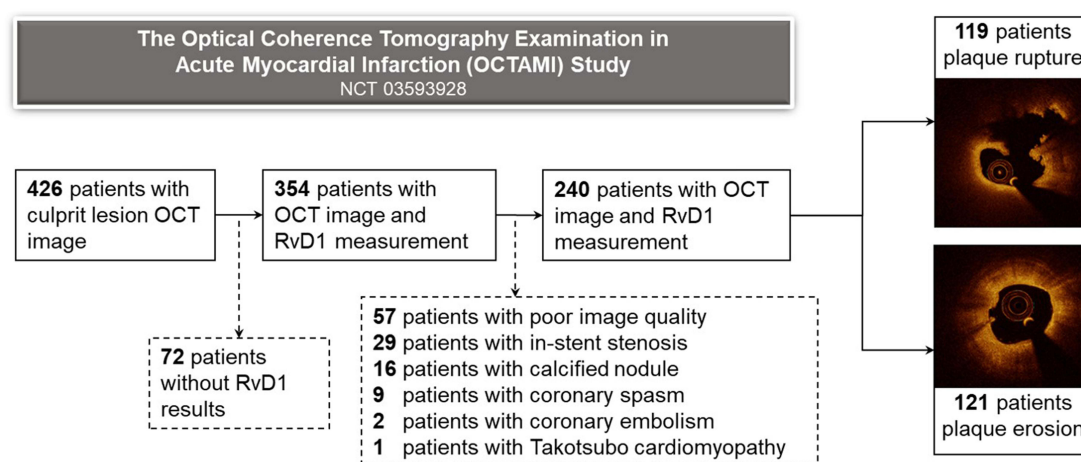 The Optical Coherence Tomography Examination in
Acute Myocardial Infarction (OCTAMI) Study
NCT 03593928
426 patients with
culprit lesion OCT
image
354 patients with
OCT image and
RvD1 measurement
240 patients with OCT
image and RvD1
measurement
119 patients
plaque rupture
72 patients
without RvD1
results
57 patients with poor image quality
29 patients with in-stent stenosis
16 patients with calcified nodule
9 patients with coronary spasm
2 patients with coronary embolism
1 patients with Takotsubo cardiomyopathy
121 patients
plaque erosion